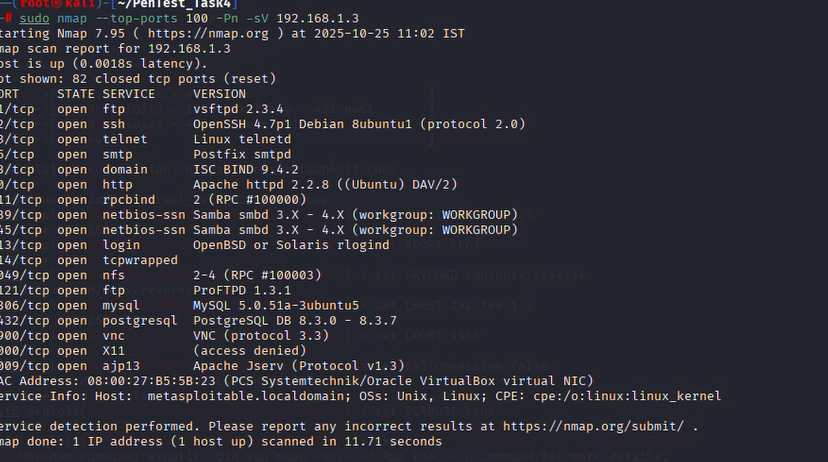 —(root㉿kali)-[~/PenTest_Task4]
-# sudo nmap --top-ports 100 -Pn -sV 192.168.1.3
tarting Nmap 7.95 ( https://nmap.org ) at 2025-10-25 11:02 IST
map scan report for 192.168.1.3
ost is up (0.0018s latency).
ot shown: 82 closed tcp ports (reset)
ORT STATE SERVICE VERSION
1/tcp open ftp vsftpd 2.3.4
2/tcp open ssh OpenSSH 4.7p1 Debian 8ubuntu1 (protocol 2.0)
3/tcp open telnet Linux telnetd
5/tcp open smtp Postfix smtpd
3/tcp open domain ISC BIND 9.4.2
0/tcp open http Apache httpd 2.2.8 ((Ubuntu) DAV/2)
11/tcp open rpcbind 2 (RPC #100000)
39/tcp open netbios-ssn Samba smbd 3.X - 4.X (workgroup: WORKGROUP)
45/tcp open netbios-ssn Samba smbd 3.X - 4.X (workgroup: WORKGROUP)
13/tcp open login OpenBSD or Solaris rlogind
14/tcp open tcpwrapped
049/tcp open nfs 2-4 (RPC #100003)
121/tcp open ftp ProFTPD 1.3.1
306/tcp open mysql MySQL 5.0.51a-3ubuntu5
432/tcp open postgresql PostgreSQL DB 8.3.0 - 8.3.7
900/tcp open vnc VNC (protocol 3.3)
000/tcp open X11 (access denied)
009/tcp open ajp13 Apache Jserv (Protocol v1.3)
AC Address: 08:00:27:B5:5B:23 (PCS Systemtechnik/Oracle VirtualBox virtual NIC)
ervice Info: Host: metasploitable.localdomain; OSs: Unix, Linux; CPE: cpe:/o:linux:linux_kernel
ervice detection performed. Please report any incorrect results at https://nmap.org/submit/ .
map done: 1 IP address (1 host up) scanned in 11.71 seconds